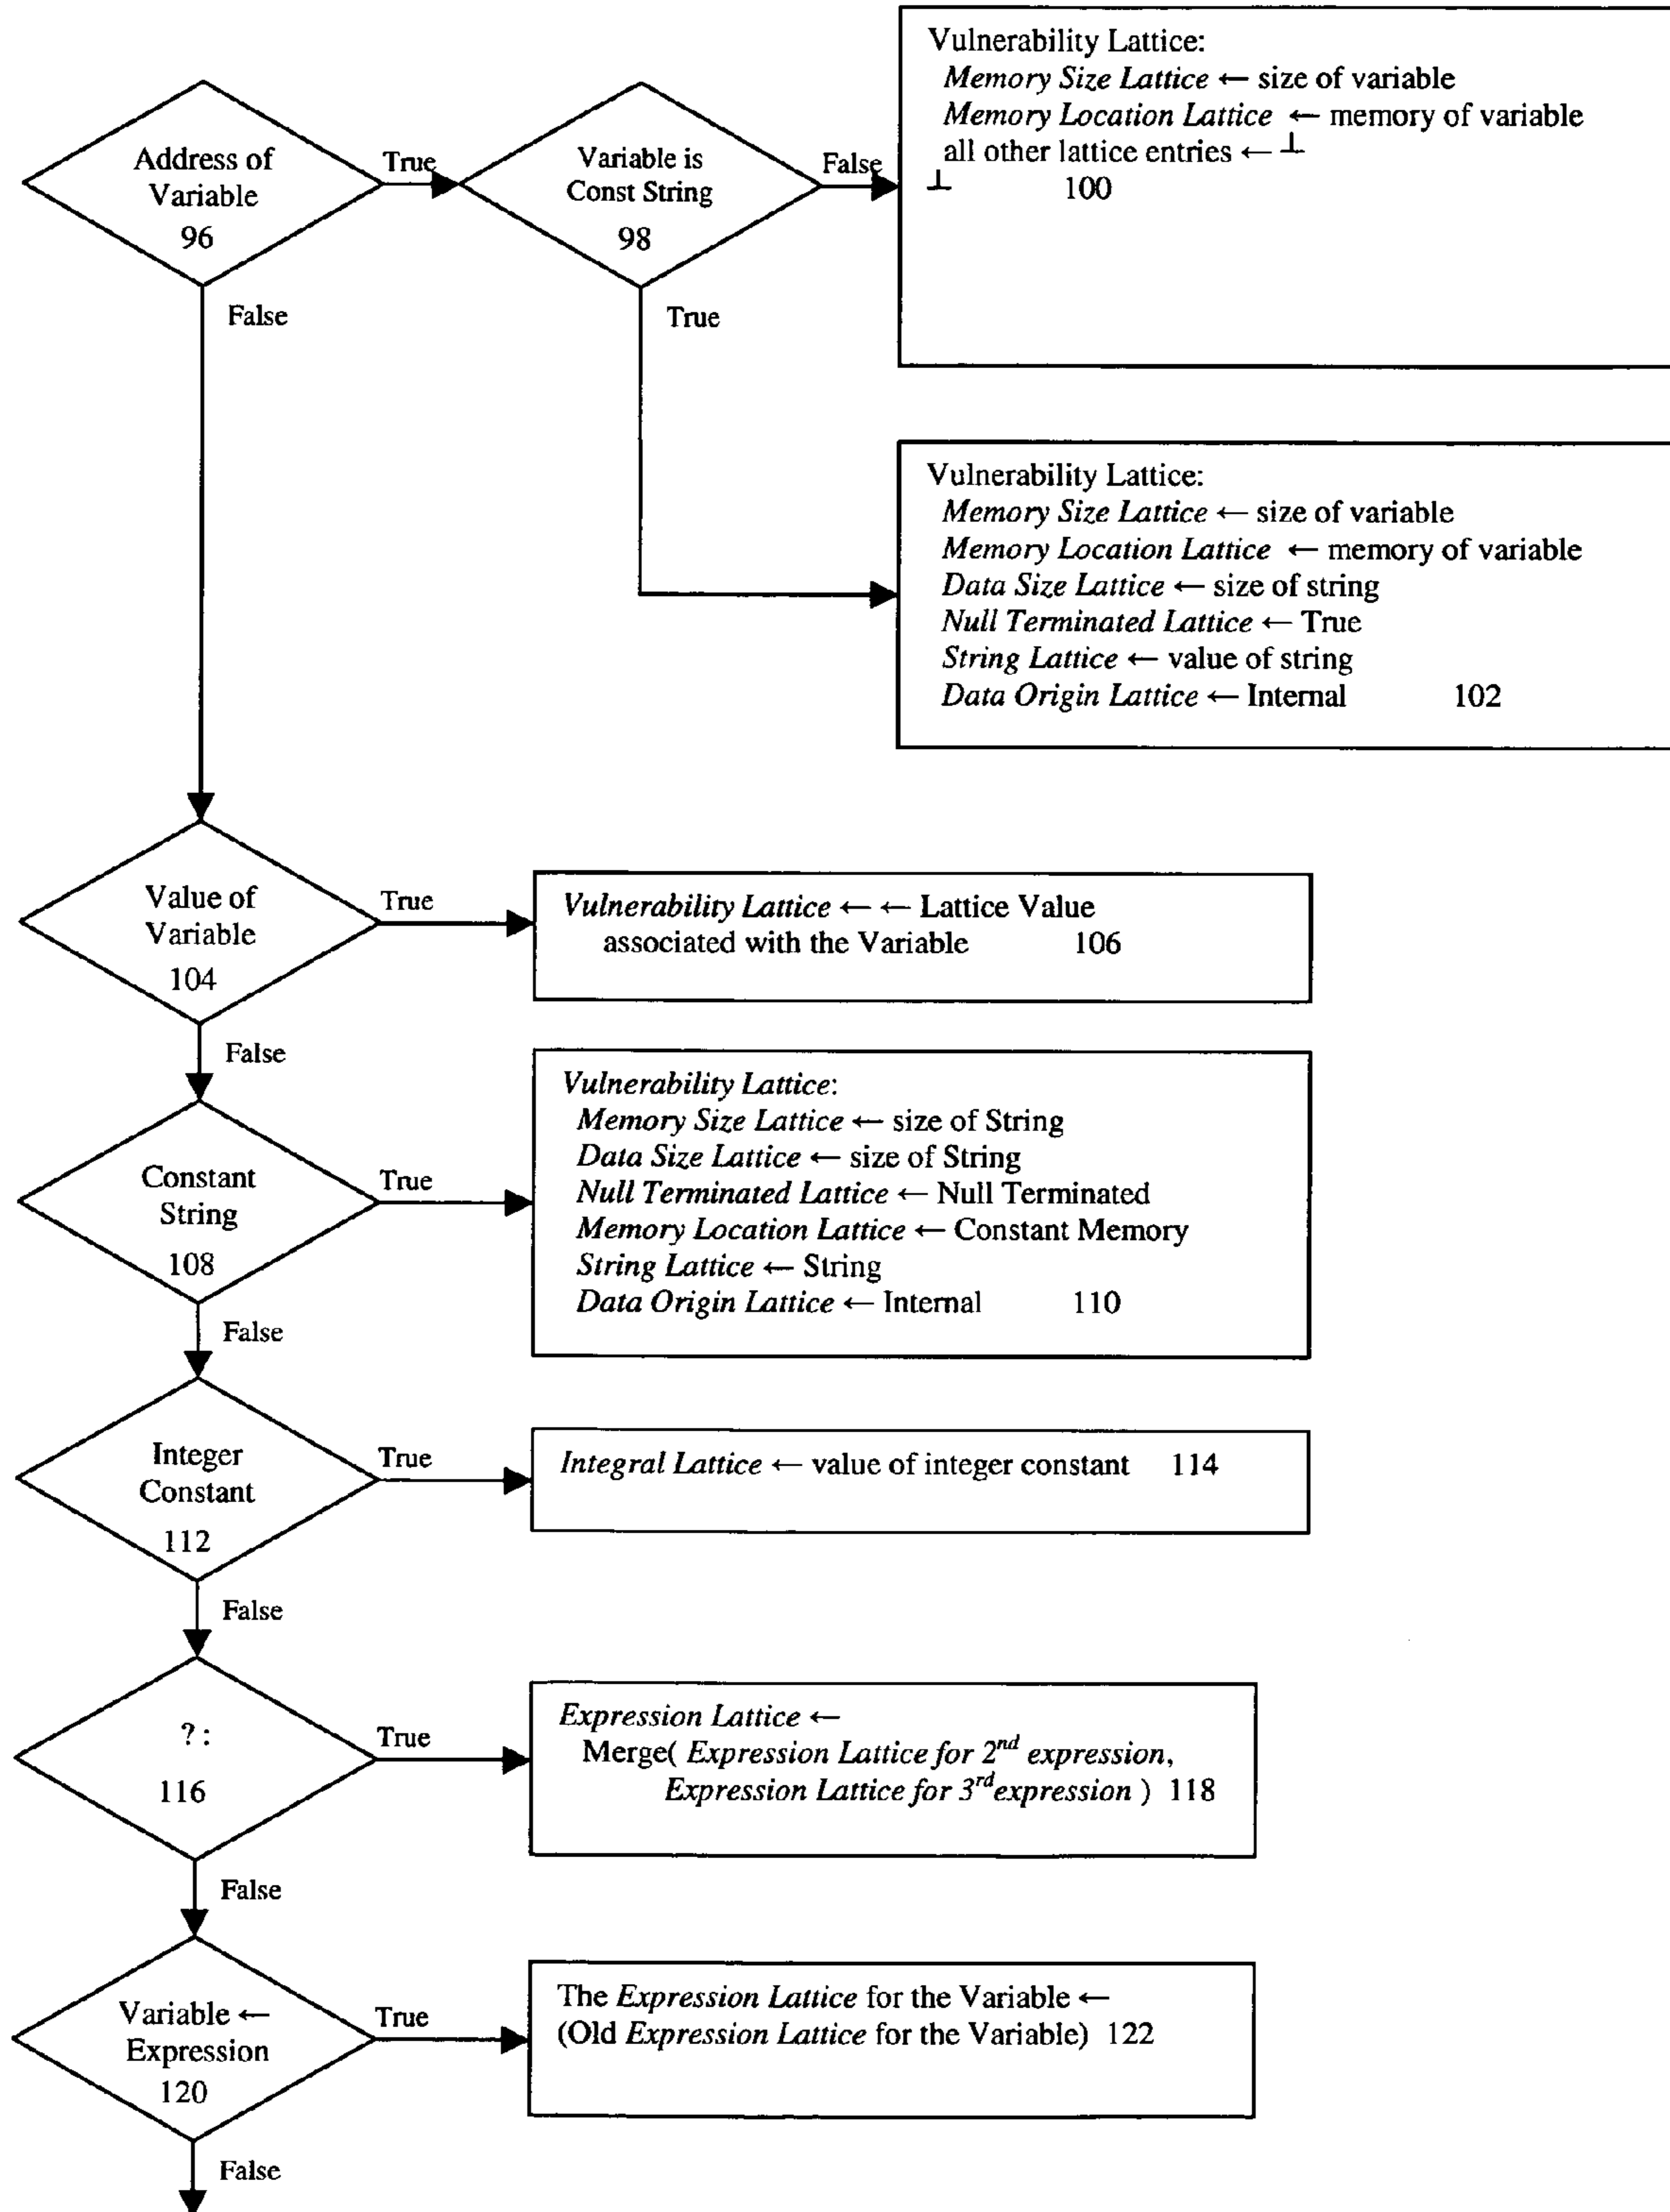 Address of
Variable
96
True
Variable is
Const String
98
False
Vulnerability Lattice:
Memory Size Lattice ← size of variable
Memory Location Lattice ← memory of variable
all other lattice entries ← ⊥
⊥ 100
False
True
Vulnerability Lattice:
Memory Size Lattice ← size of variable
Memory Location Lattice ← memory of variable
Data Size Lattice ← size of string
Null Terminated Lattice ← True
String Lattice ← value of string
Data Origin Lattice ← Internal 102
Value of
Variable
104
True
Vulnerability Lattice ← ← Lattice Value
associated with the Variable 106
False
Constant
String
108
True
Vulnerability Lattice:
Memory Size Lattice ← size of String
Data Size Lattice ← size of String
Null Terminated Lattice ← Null Terminated
Memory Location Lattice ← Constant Memory
String Lattice ← String
Data Origin Lattice ← Internal 110
False
Integer
Constant
112
True
Integral Lattice ← value of integer constant 114
False
? :
116
True
Expression Lattice ←
Merge( Expression Lattice for 2nd expression,
Expression Lattice for 3rd expression ) 118
False
Variable ←
Expression
120
True
The Expression Lattice for the Variable ←
(Old Expression Lattice for the Variable) 122
False